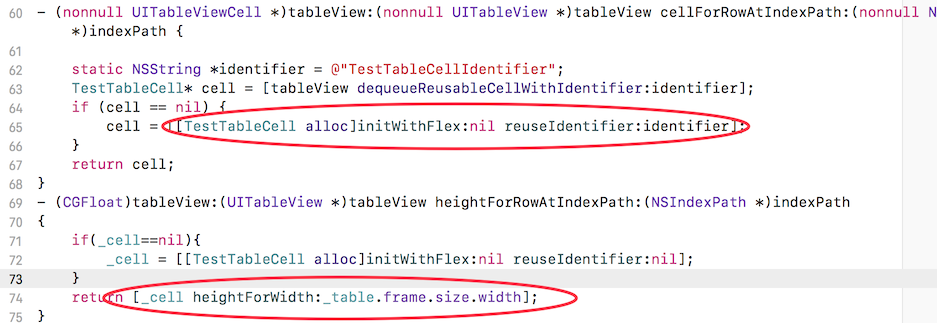 60 - (nonnull UITableViewCell *)tableView:(nonnull UITableView *)tableView cellForRowAtIndexPath:(nonnull N
*)indexPath {
61
62 static NSString *identifier = @"TestTableCellIdentifier";
63 TestTableCell* cell = [tableView dequeueReusableCellWithIdentifier:identifier];
64 if (cell == nil) {
65 cell = [[TestTableCell alloc]initWithFlex:nil reuseIdentifier:identifier];
66 }
67 return cell;
68 }
69 - (CGFloat)tableView:(UITableView *)tableView heightForRowAtIndexPath:(NSIndexPath *)indexPath
70 {
71 if(_cell==nil){
72 _cell = [[TestTableCell alloc]initWithFlex:nil reuseIdentifier:nil];
73 }
74 return [_cell heightForWidth:_table.frame.size.width];
75 }